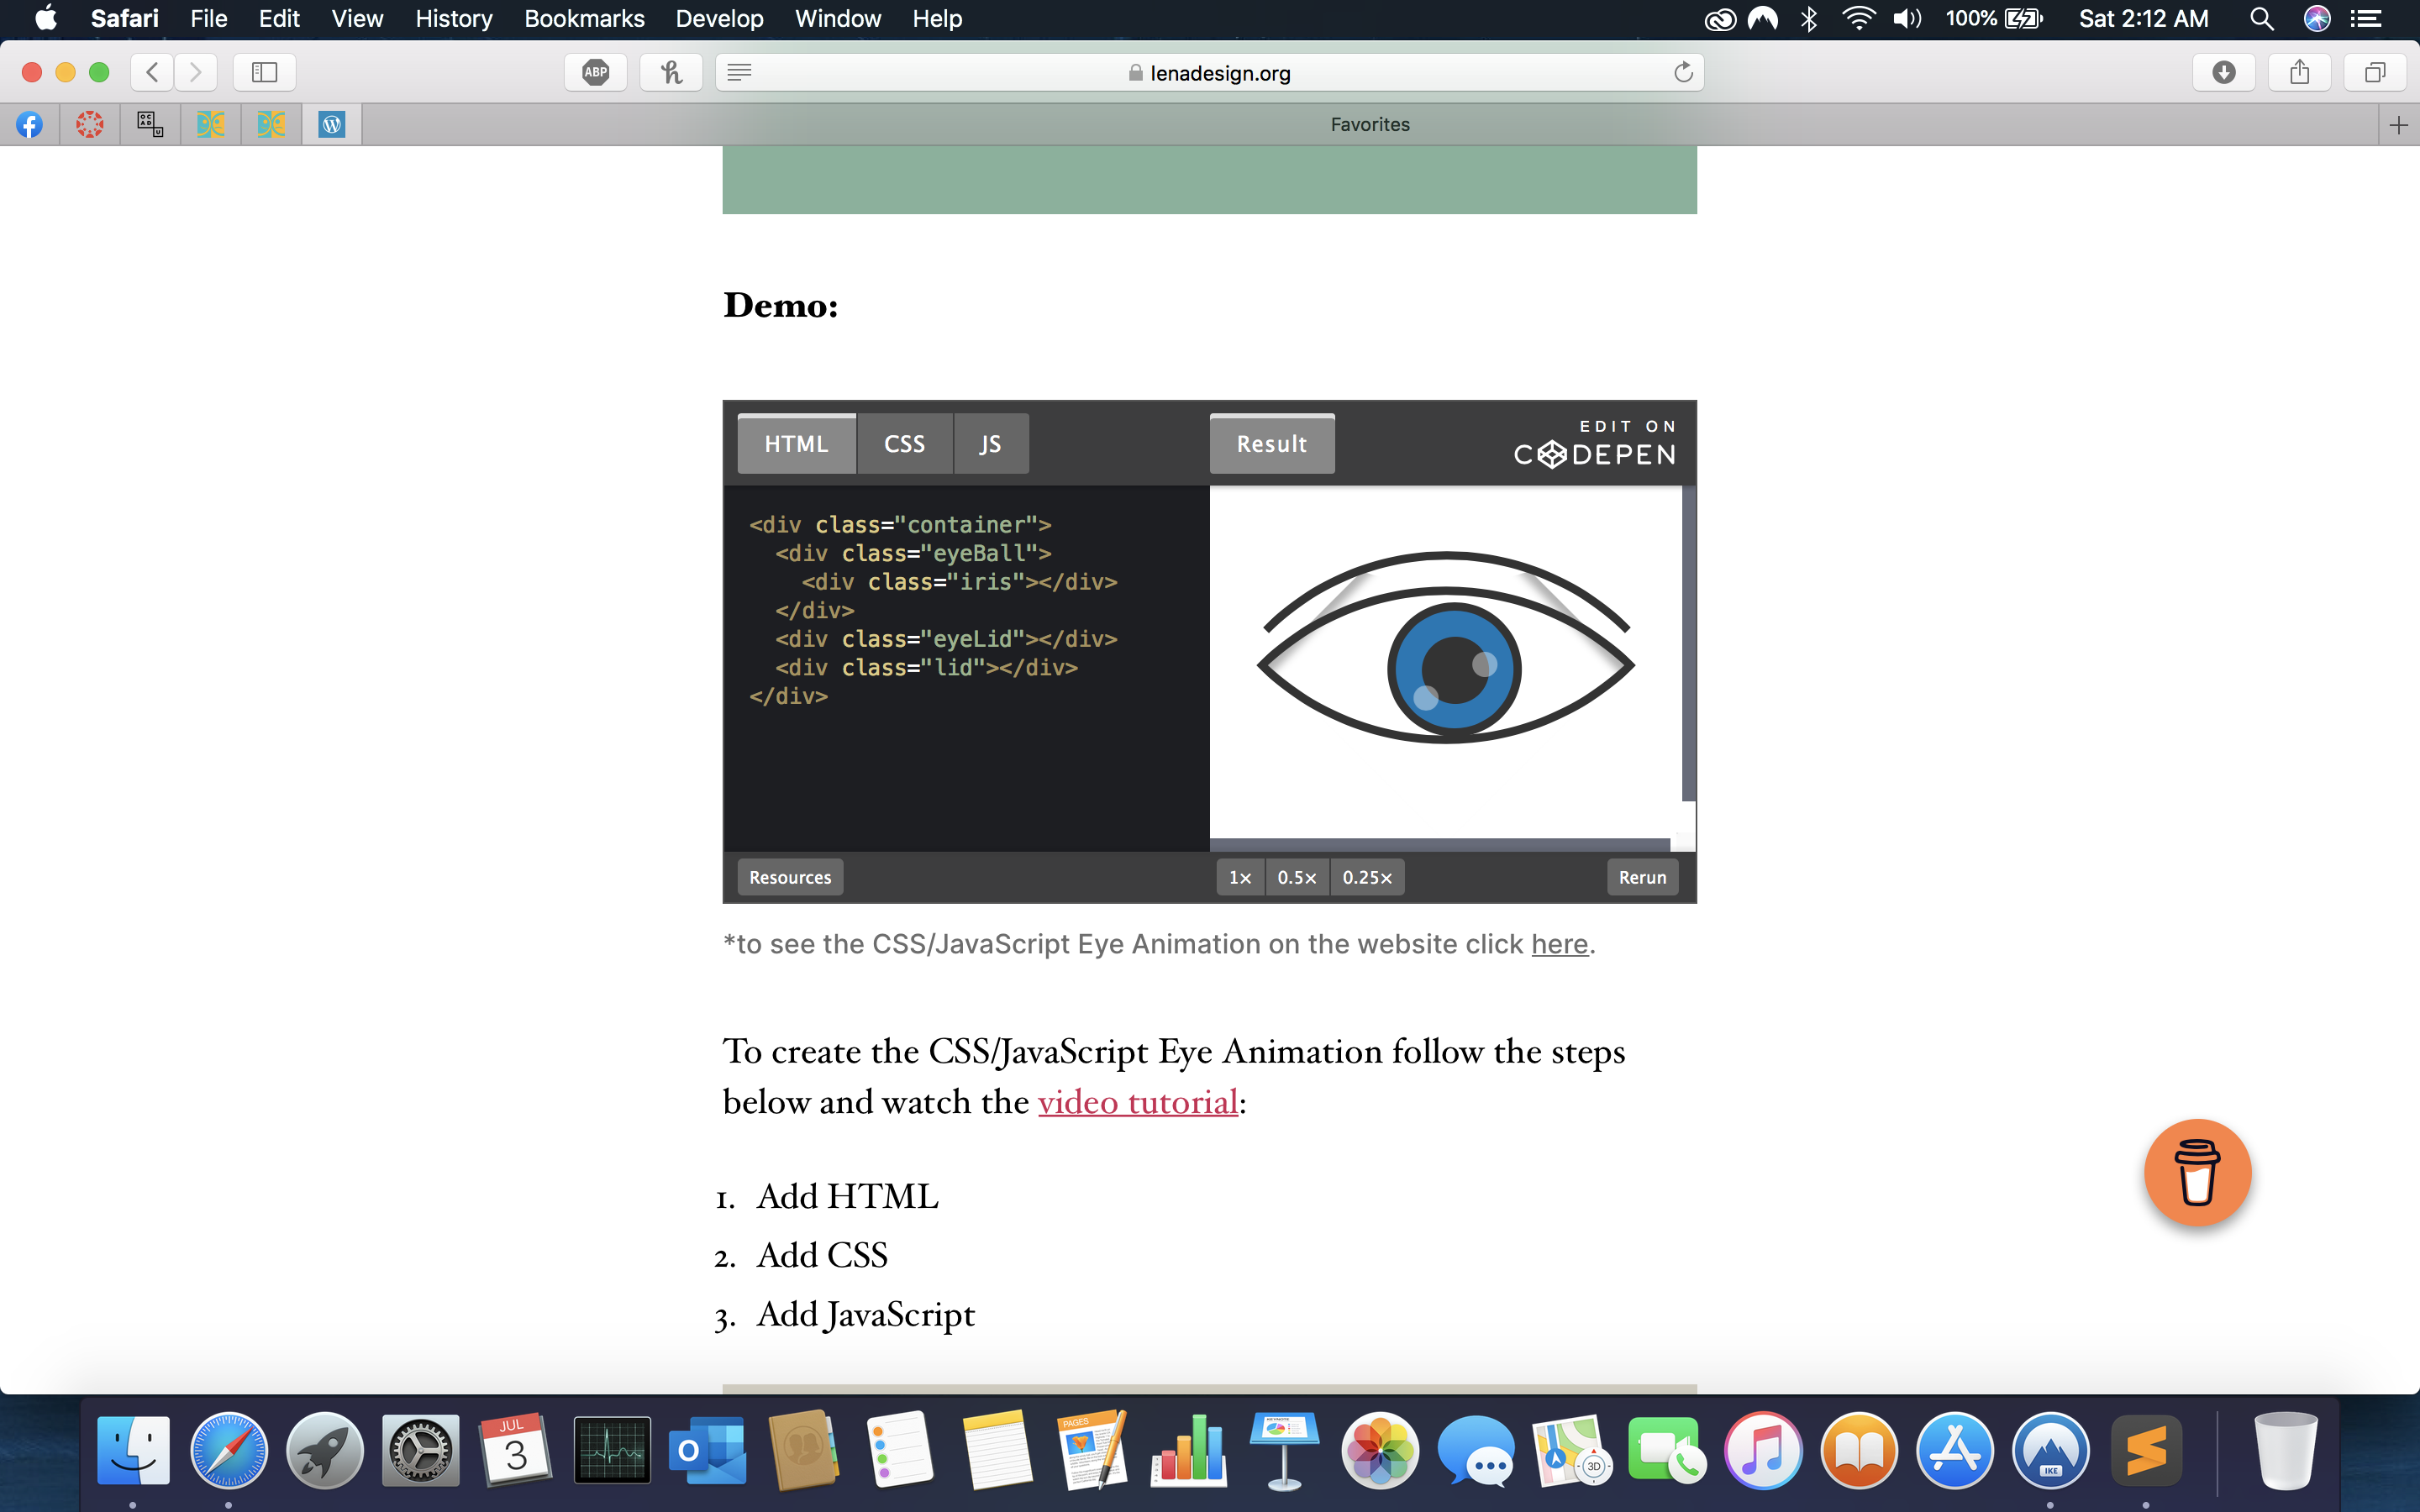 Safari File Edit View History Bookmarks Develop Window Help 100% Sat 2:12 AM
ABP lenadesign.org
Favorites
Demo:
HTML CSS JS Result EDIT ON
CODEPEN
<div class="container">
<div class="eyeBall">
<div class="iris"></div>
</div>
<div class="eyeLid"></div>
<div class="lid"></div>
</div>
Resources 1× 0.5× 0.25× Rerun
*to see the CSS/JavaScript Eye Animation on the website click here.
To create the CSS/JavaScript Eye Animation follow the steps
below and watch the video tutorial:
1. Add HTML
2. Add CSS
3. Add JavaScript
JUL
3
O
PAGES
KEYNOTE
3D
IKE